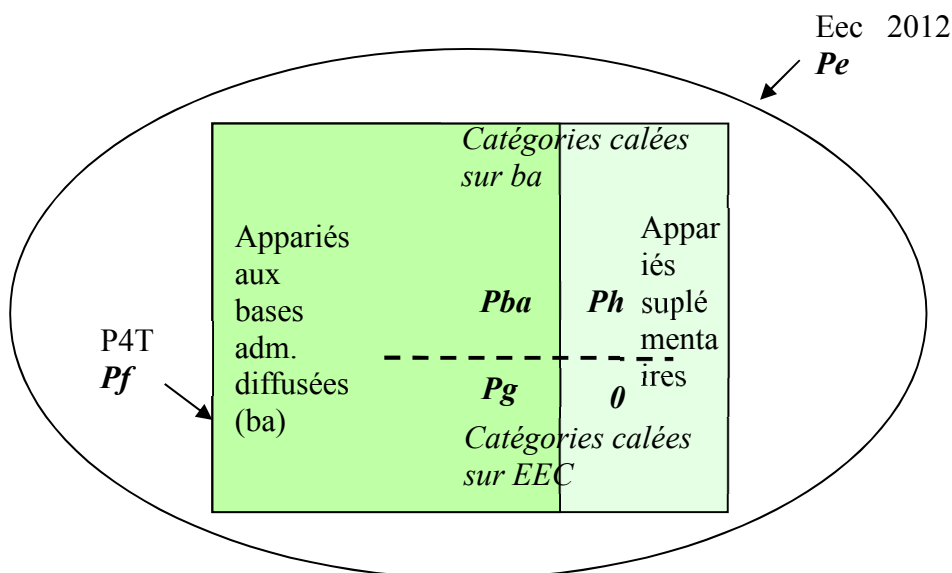 Eec 2012
Pe
Catégories calées
sur ba
Appariés
aux
bases
adm.
diffusées
(ba)
Appar
iés
suplé
menta
ires
Pba
Ph
P4T
Pf
Pg
0
Catégories calées
sur EEC